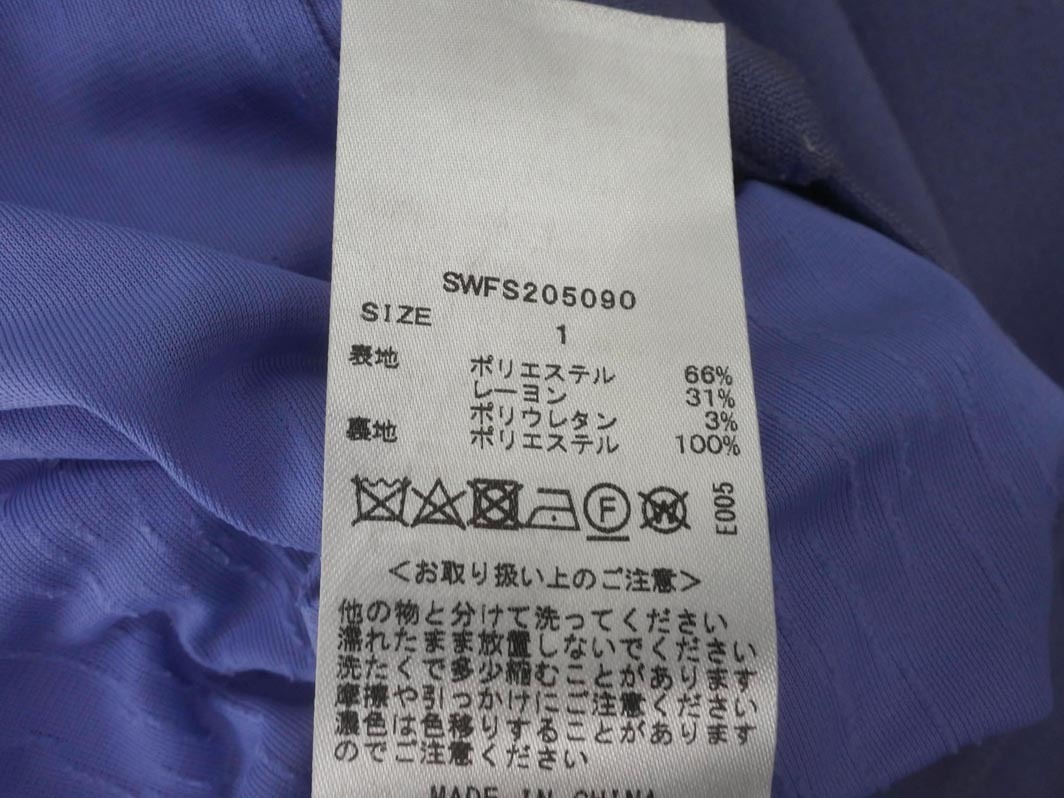 SWFS205090
SIZE 1
表地 ポリエステル 66%
レーヨン 31%
ポリウレタン 3%
裏地 ポリエステル 100%
F W E005
<お取り扱い上のご注意>
他の物と分けて洗ってください
濡れたまま放置しないでください
洗たくで多少縮むことがあります
摩擦や引っかけにご注意ください
濃色は色移りすることがあります
のでご注意ください
MADE IN CHINA